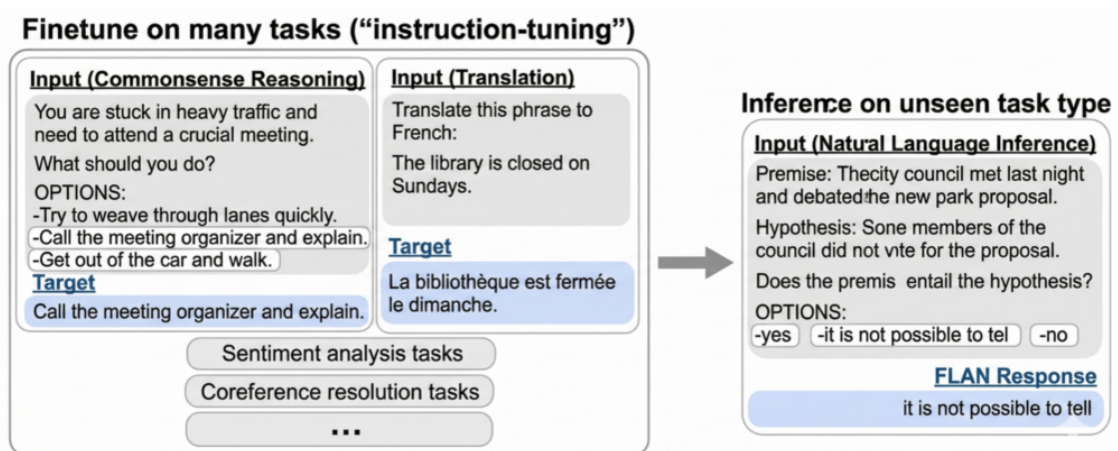 Finetune on many tasks (“instruction-tuning”)
Input (Commonsense Reasoning)
You are stuck in heavy traffic and
need to attend a crucial meeting.
What should you do?
OPTIONS:
-Try to weave through lanes quickly.
-Call the meeting organizer and explain.
-Get out of the car and walk.
Target
Call the meeting organizer and explain.
Input (Translation)
Translate this phrase to
French:
The library is closed on
Sundays.
Target
La bibliothèque est fermée
le dimanche.
Sentiment analysis tasks
Coreference resolution tasks
...
Inference on unseen task type
Input (Natural Language Inference)
Premise: Thecity council met last night
and debatedthe new park proposal.
Hypothesis: Sone members of the
council did not vte for the proposal.
Does the premis entail the hypothesis?
OPTIONS:
-yes -it is not possible to tel -no
FLAN Response
it is not possible to tell